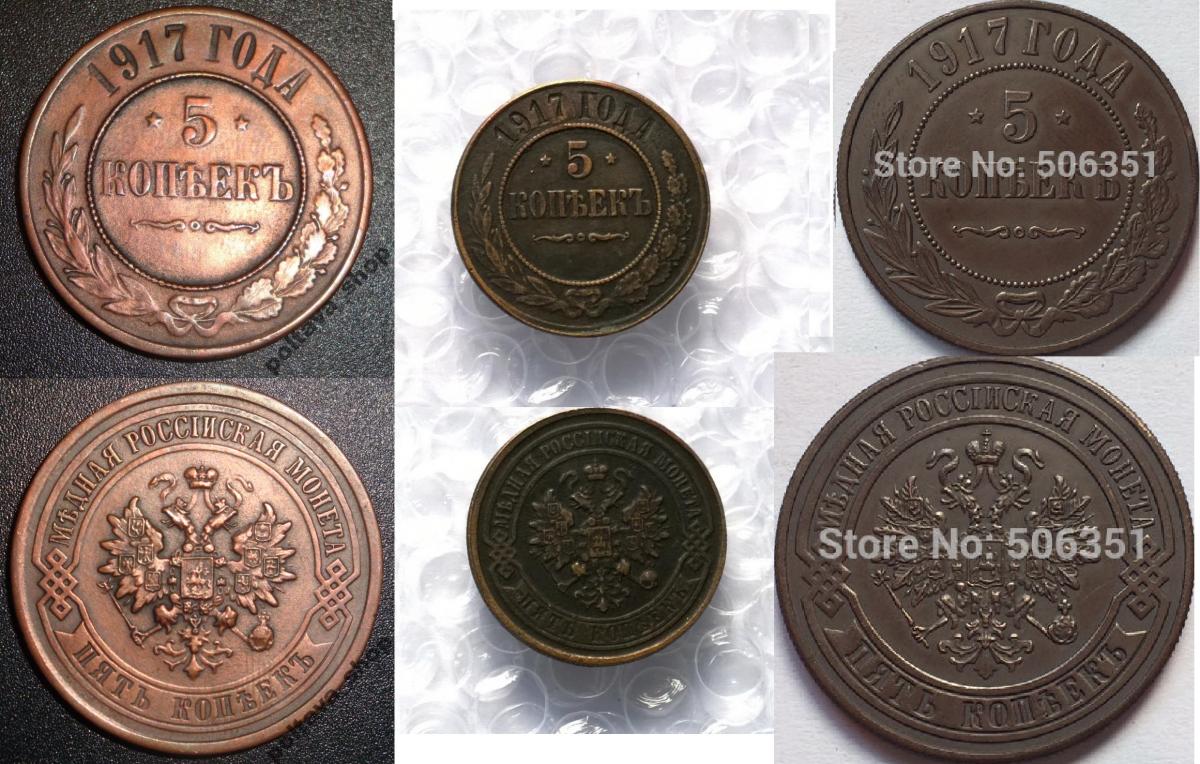 1917 ГОДА
5
КОПѢЕКЪ
1917 ГОДА
5
КОПѢЕКЪ
1917 ГОДА
5
Store No: 506351
КОПѢЕКЪ
МѢДНАЯ РОССІЙСКАЯ МОНЕТА
ПЯТЬ КОПѢЕКЪ
МѢДНАЯ РОССІЙСКАЯ МОНЕТА
ПЯТЬ КОПѢЕКЪ
МѢДНАЯ РОССІЙСКАЯ МОНЕТА
Store No: 506351
ПЯТЬ КОПѢЕКЪ